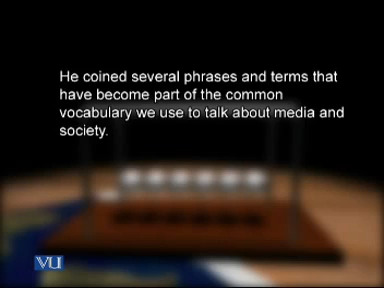 He coined several phrases and terms that
have become part of the common
vocabulary we use to talk about media and
society.
VU